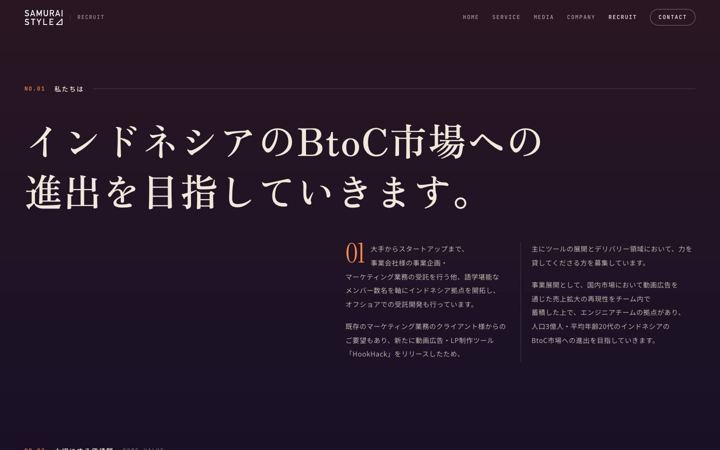 SAMURAI
STYLE
RECRUIT
HOME SERVICE MEDIA COMPANY RECRUIT CONTACT
NO.01 私たちは
インドネシアのBtoC市場への
進出を目指していきます。
01 大手からスタートアップまで、
事業会社様の事業企画・
マーケティング業務の受託を行う他、語学堪能な
メンバー数名を軸にインドネシア拠点を開拓し、
オフショアでの受託開発も行っています。
既存のマーケティング業務のクライアント様からの
ご要望もあり、新たに動画広告・LP制作ツール
「HookHack」をリリースしたため、
主にツールの展開とデリバリー領域において、力を
貸してくださる方を募集しています。
事業展開として、国内市場において動画広告を
通じた売上拡大の再現性をチーム内で
蓄積した上で、エンジニアチームの拠点があり、
人口3億人・平均年齢20代のインドネシアの
BtoC市場への進出を目指していきます。